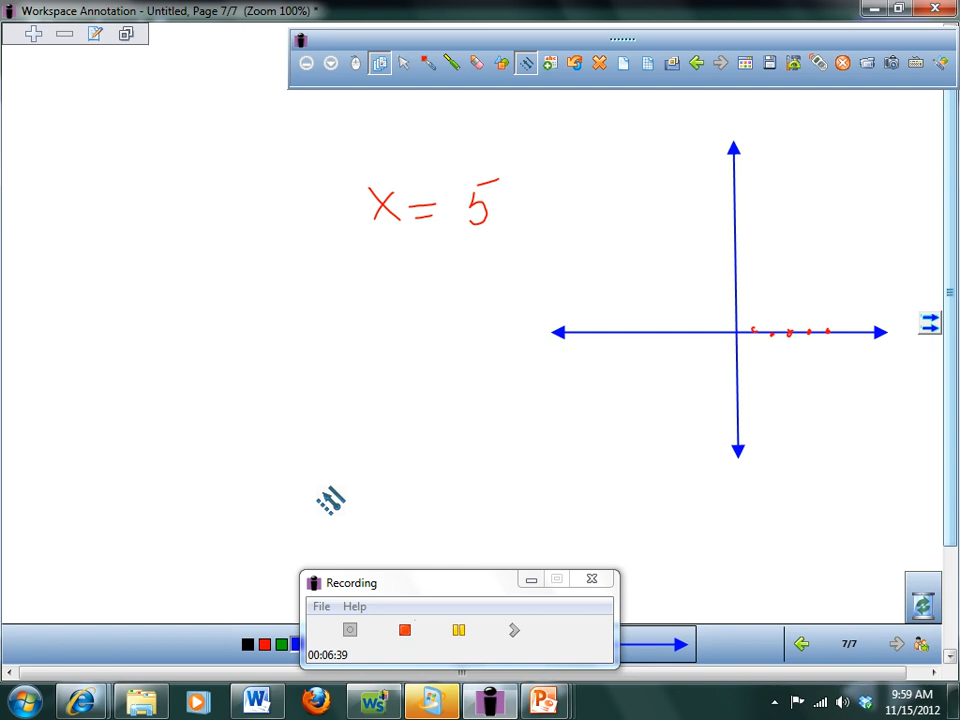 Workspace Annotation - Untitled, Page 7/7 (Zoom 100%) *
x = 5
Recording
File Help
00:06:39
7/7
9:59 AM
11/15/2012